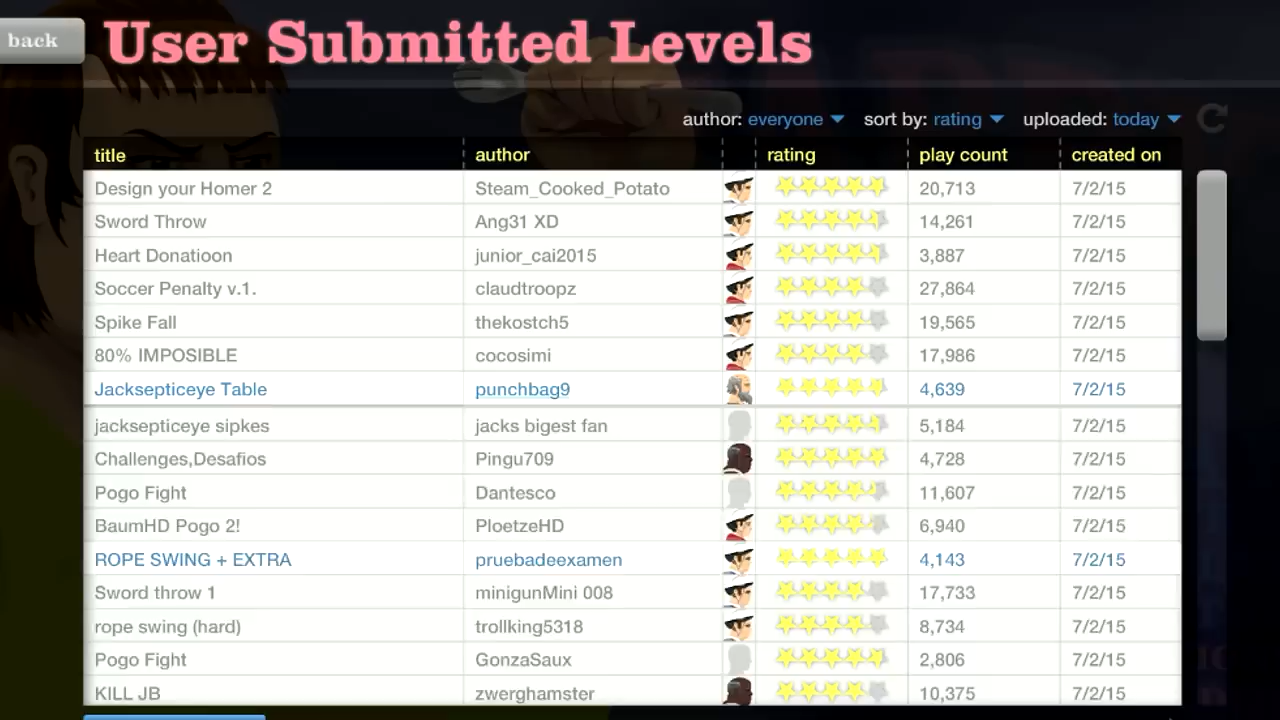 back
User Submitted Levels
author: everyone sort by: rating uploaded: today
title author rating play count created on
Design your Homer 2 Steam_Cooked_Potato 20,713 7/2/15
Sword Throw Ang31 XD 14,261 7/2/15
Heart Donatioon junior_cai2015 3,887 7/2/15
Soccer Penalty v.1. claudtroopz 27,864 7/2/15
Spike Fall thekostch5 19,565 7/2/15
80% IMPOSIBLE cocosimi 17,986 7/2/15
Jacksepticeye Table punchbag9 4,639 7/2/15
jacksepticeye sipkes jacks bigest fan 5,184 7/2/15
Challenges,Desafios Pingu709 4,728 7/2/15
Pogo Fight Dantesco 11,607 7/2/15
BaumHD Pogo 2! PloetzeHD 6,940 7/2/15
ROPE SWING + EXTRA pruebadeexamen 4,143 7/2/15
Sword throw 1 minigunMini 008 17,733 7/2/15
rope swing (hard) trollking5318 8,734 7/2/15
Pogo Fight GonzaSaux 2,806 7/2/15
KILL JB zwerghamster 10,375 7/2/15